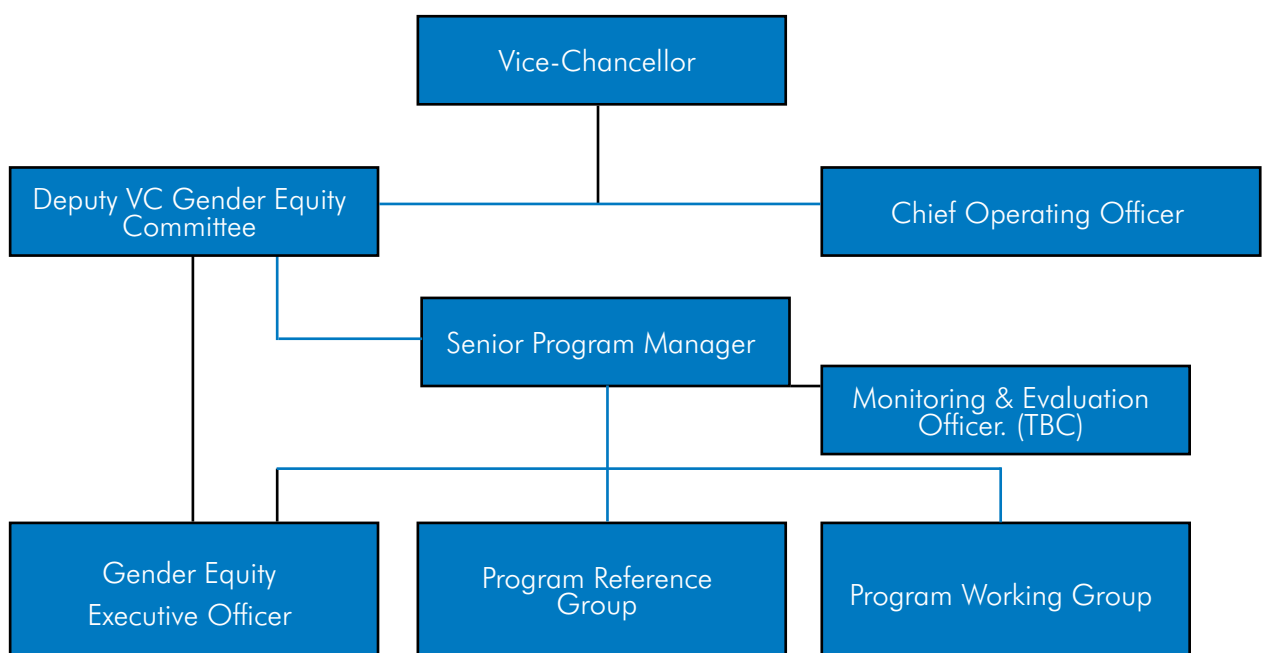 Vice-Chancellor
Deputy VC Gender Equity
Committee
Chief Operating Officer
Senior Program Manager
Monitoring & Evaluation
Officer. (TBC)
Gender Equity
Executive Officer
Program Reference
Group
Program Working Group